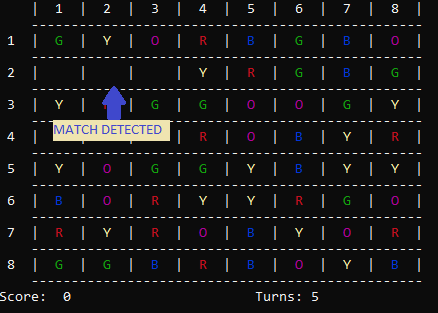 | 1 | 2 | 3 | 4 | 5 | 6 | 7 | 8 |
1 | G | Y | O | R | B | G | B | O |
2 | | | | Y | R | G | B | G |
3 | Y | | G | G | O | O | G | Y |
MATCH DETECTED
4 | R | O | B | Y | R |
5 | Y | O | G | G | Y | B | Y | Y |
6 | B | O | R | Y | Y | R | G | O |
7 | R | Y | R | O | B | Y | O | R |
8 | G | G | B | R | B | O | Y | B |
Score: 0 Turns: 5